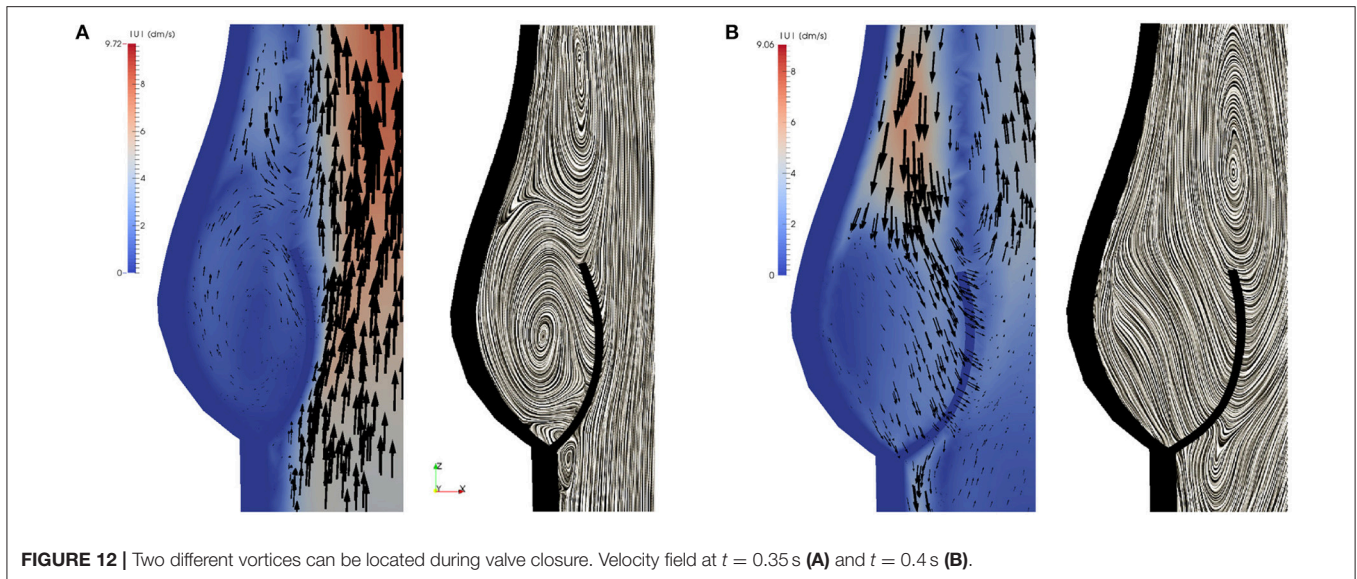 A
|U| (dm/s)
9.72
8
6
4
2
0
Z
Y
X
B
|U| (dm/s)
9.06
8
6
4
2
0
FIGURE 12 | Two different vortices can be located during valve closure. Velocity field at t = 0.35 s (A) and t = 0.4 s (B).